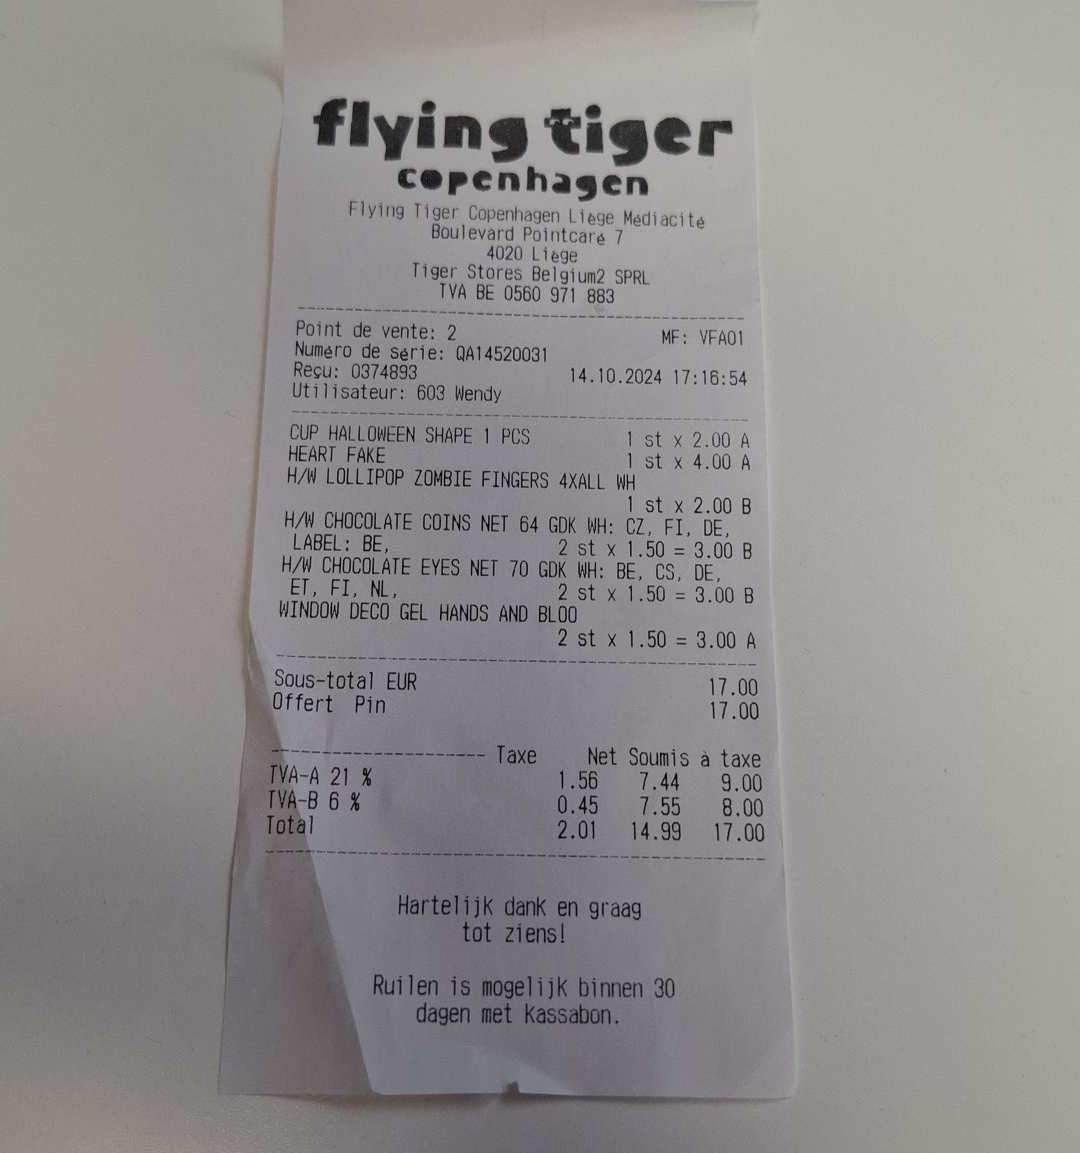 flying tiger
copenhagen
Flying Tiger Copenhagen Liège Médiacité
Boulevard Pointcaré 7
4020 Liège
Tiger Stores Belgium2 SPRL
TVA BE 0560 971 883
Point de vente: 2 MF: VFA01
Numéro de série: QA14520031
Reçu: 0374893 14.10.2024 17:16:54
Utilisateur: 603 Wendy
CUP HALLOWEEN SHAPE 1 PCS 1 st x 2.00 A
HEART FAKE 1 st x 4.00 A
H/W LOLLIPOP ZOMBIE FINGERS 4XALL WH
1 st x 2.00 B
H/W CHOCOLATE COINS NET 64 GDK WH: CZ, FI, DE,
LABEL: BE, 2 st x 1.50 = 3.00 B
H/W CHOCOLATE EYES NET 70 GDK WH: BE, CS, DE,
ET, FI, NL, 2 st x 1.50 = 3.00 B
WINDOW DECO GEL HANDS AND BLOO
2 st x 1.50 = 3.00 A
Sous-total EUR 17.00
Offert Pin 17.00
Taxe Net Soumis à taxe
TVA-A 21 % 1.56 7.44 9.00
TVA-B 6 % 0.45 7.55 8.00
Total 2.01 14.99 17.00
Hartelijk dank en graag
tot ziens!
Ruilen is mogelijk binnen 30
dagen met kassabon.